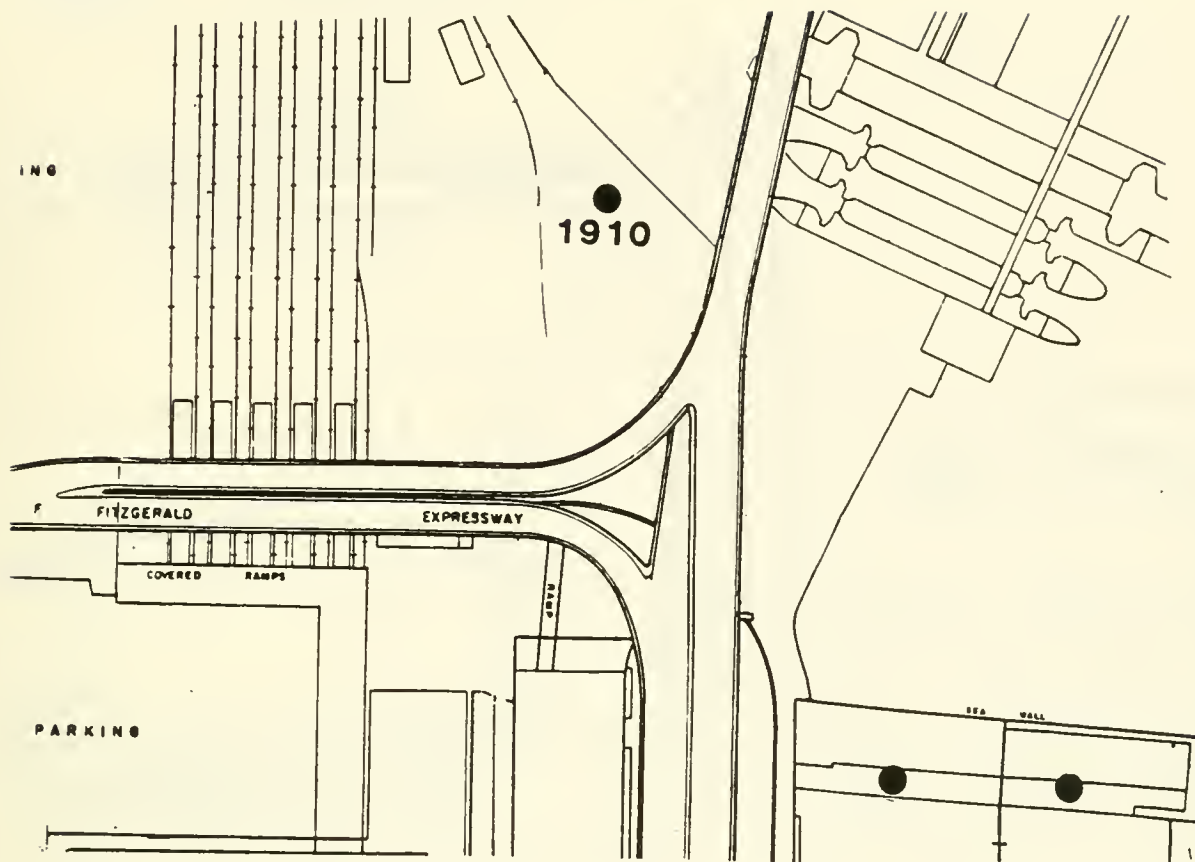 ING
1910
F FITZGERALD EXPRESSWAY
COVERED RAMPS
RAMP
SEA WALL
PARKING